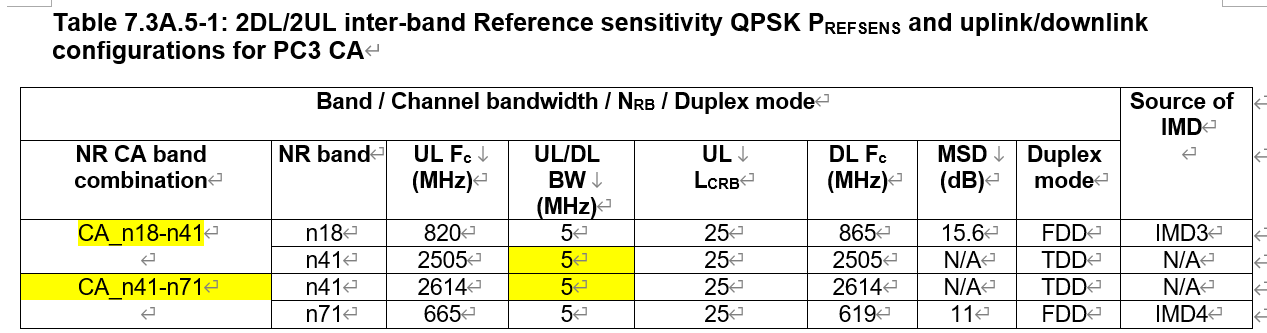 Table 7.3A.5-1: 2DL/2UL inter-band Reference sensitivity QPSK PREFSENS and uplink/downlink
configurations for PC3 CA
Band / Channel bandwidth / NRB / Duplex mode
Source of
IMD
NR CA band
combination
NR band
UL Fc
(MHz)
UL/DL
BW
(MHz)
UL
LCRB
DL Fc
(MHz)
MSD
(dB)
Duplex
mode
CA_n18-n41 n18 820 5 25 865 15.6 FDD IMD3
n41 2505 5 25 2505 N/A TDD N/A
CA_n41-n71 n41 2614 5 25 2614 N/A TDD N/A
n71 665 5 25 619 11 FDD IMD4